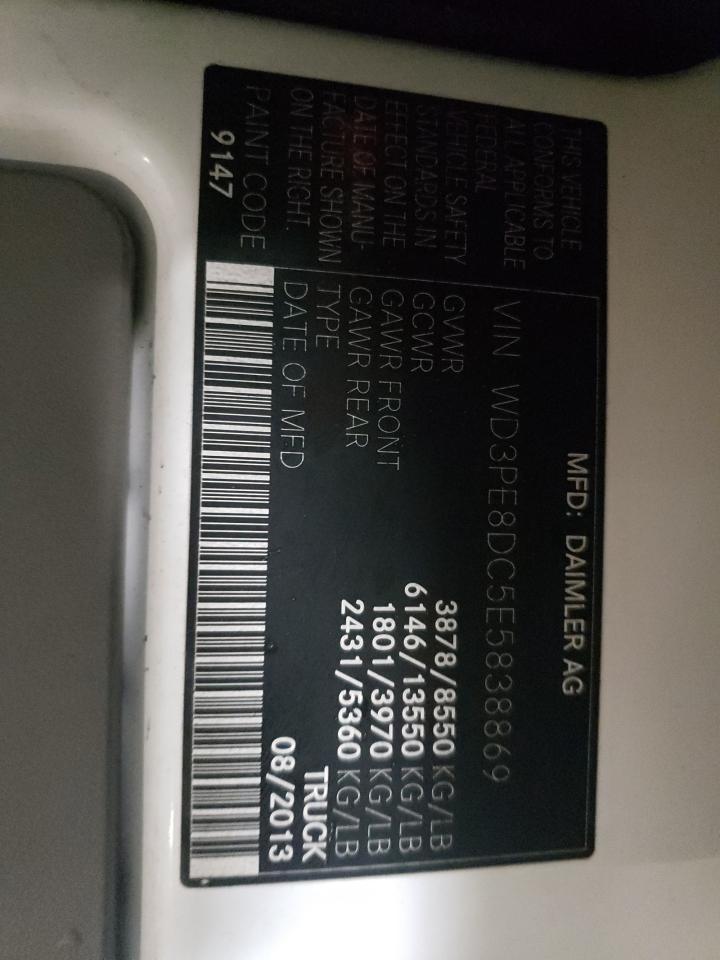 MFD: DAIMLER AG
THIS VEHICLE
CONFORMS TO
ALL APPLICABLE
FEDERAL
VEHICLE SAFETY
STANDARDS IN
EFFECT ON THE
DATE OF MANU-
FACTURE SHOWN
ON THE RIGHT.
PAINT CODE
9147
VIN WD3PE8DC5E5838869
GVWR 3878/8550 KG/LB
GCWR 6146/13550 KG/LB
GAWR FRONT 1801/3970 KG/LB
GAWR REAR 2431/5360 KG/LB
TYPE TRUCK
DATE OF MFD 08/2013